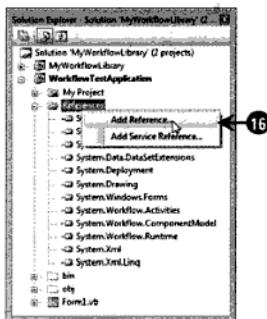 Solution Explorer - Solution 'MyWorkflowLibrary' (2 ...
Solution 'MyWorkflowLibrary' (2 projects)
MyWorkflowLibrary
WorkflowTestApplication
My Project
References
Sy
Add Reference...
S
Add Service Reference...
16
System.Data.DataSetExtensions
System.Deployment
System.Drawing
System.Windows.Forms
System.Workflow.Activities
System.Workflow.ComponentModel
System.Workflow.Runtime
System.Xml
System.Xml.Linq
bin
obj
Form1.vb